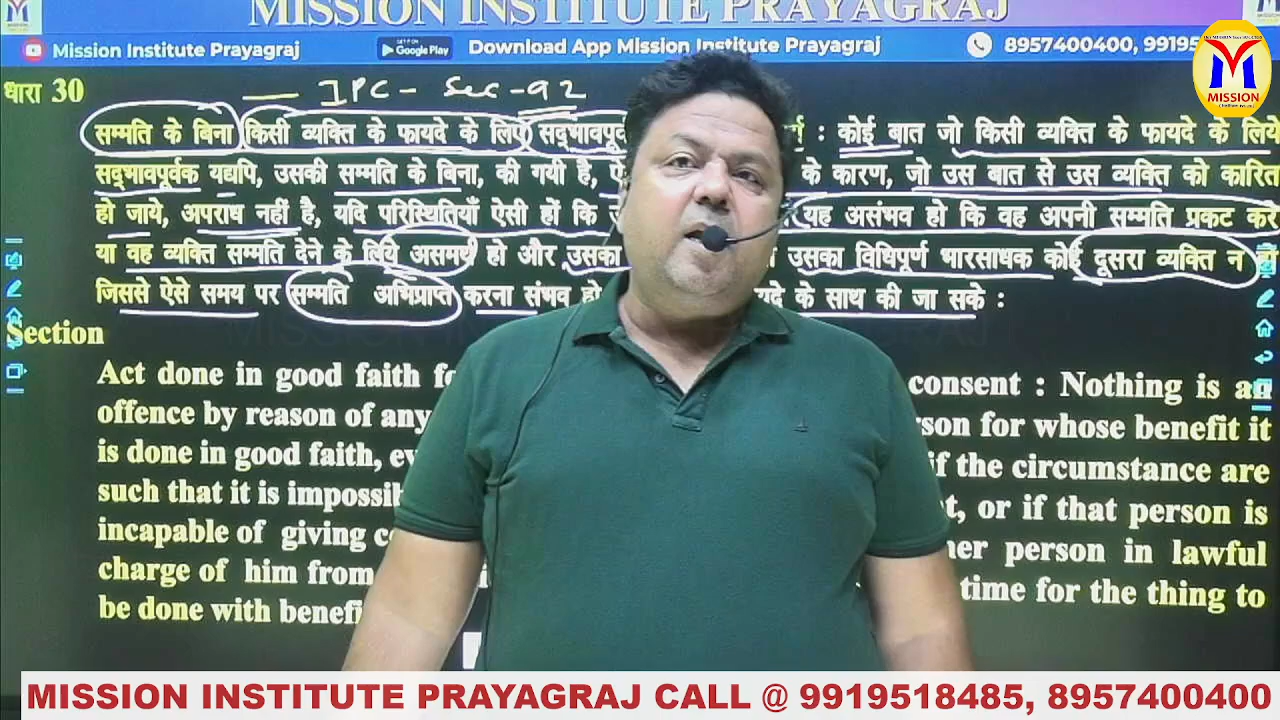 MISSION INSTITUTE PRAYAGRAJ
Mission Institute Prayagraj
GET IT ON
Google Play
Download App Mission Institute Prayagraj
8957400400, 99195
MISSION
धारा 30
IPC - Sec - 92
सम्मति के बिना किसी व्यक्ति के फायदे के लिए सद्भावपूर्व : कोई बात जो किसी व्यक्ति के फायदे के लिये
सद्भावपूर्वक यद्यपि, उसकी सम्मति के बिना, की गयी है, के कारण, जो उस बात से उस व्यक्ति को कारित
हो जाये, अपराध नहीं है, यदि परिस्थितियाँ ऐसी हों कि यह असंभव हो कि वह अपनी सम्मति प्रकट करे
या वह व्यक्ति सम्मति देने के लिये असमर्थ हो और उसका उसका विधिपूर्ण भारसाधक कोई दूसरा व्यक्ति न हो
जिससे ऐसे समय पर सम्मति अभिप्राप्त करना संभव हो के साथ की जा सके :
Section
Act done in good faith consent : Nothing is an
offence by reason of any son for whose benefit it
is done in good faith, if the circumstance are
such that it is or if that person is
incapable of giving person in lawful
charge of him from time for the thing to
be done with
MISSION INSTITUTE PRAYAGRAJ CALL @ 9919518485, 8957400400